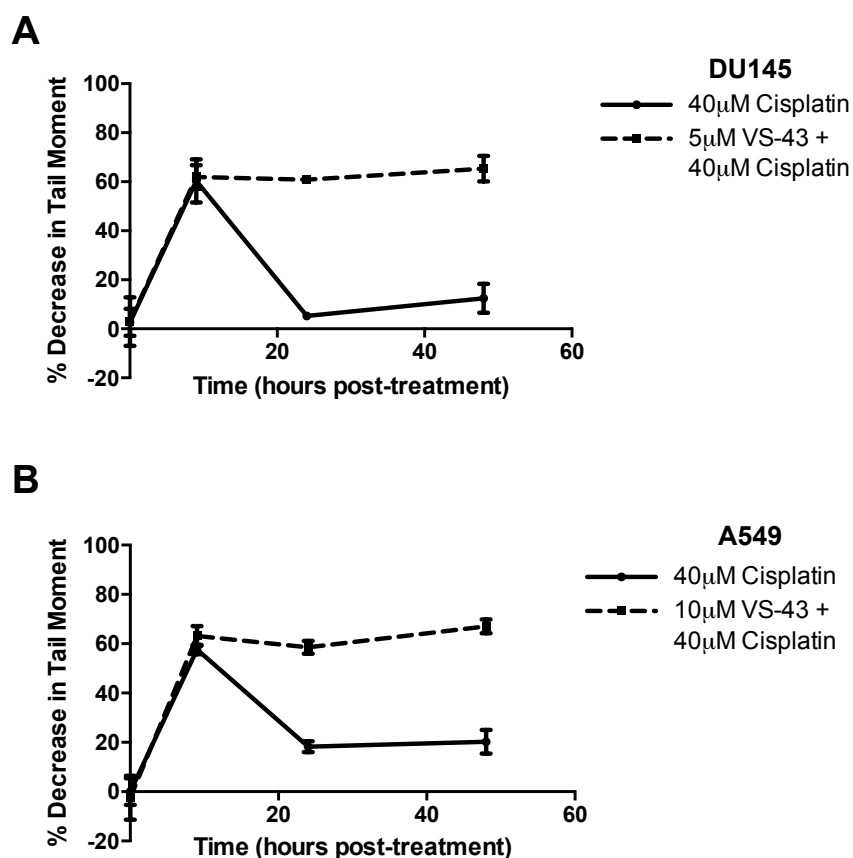 A
DU145
40µM Cisplatin
5µM VS-43 +
40µM Cisplatin
% Decrease in Tail Moment
100
80
60
40
20
0
-20
20
40
60
Time (hours post-treatment)
B
A549
40µM Cisplatin
10µM VS-43 +
40µM Cisplatin
% Decrease in Tail Moment
100
80
60
40
20
0
-20
20
40
60
Time (hours post-treatment)